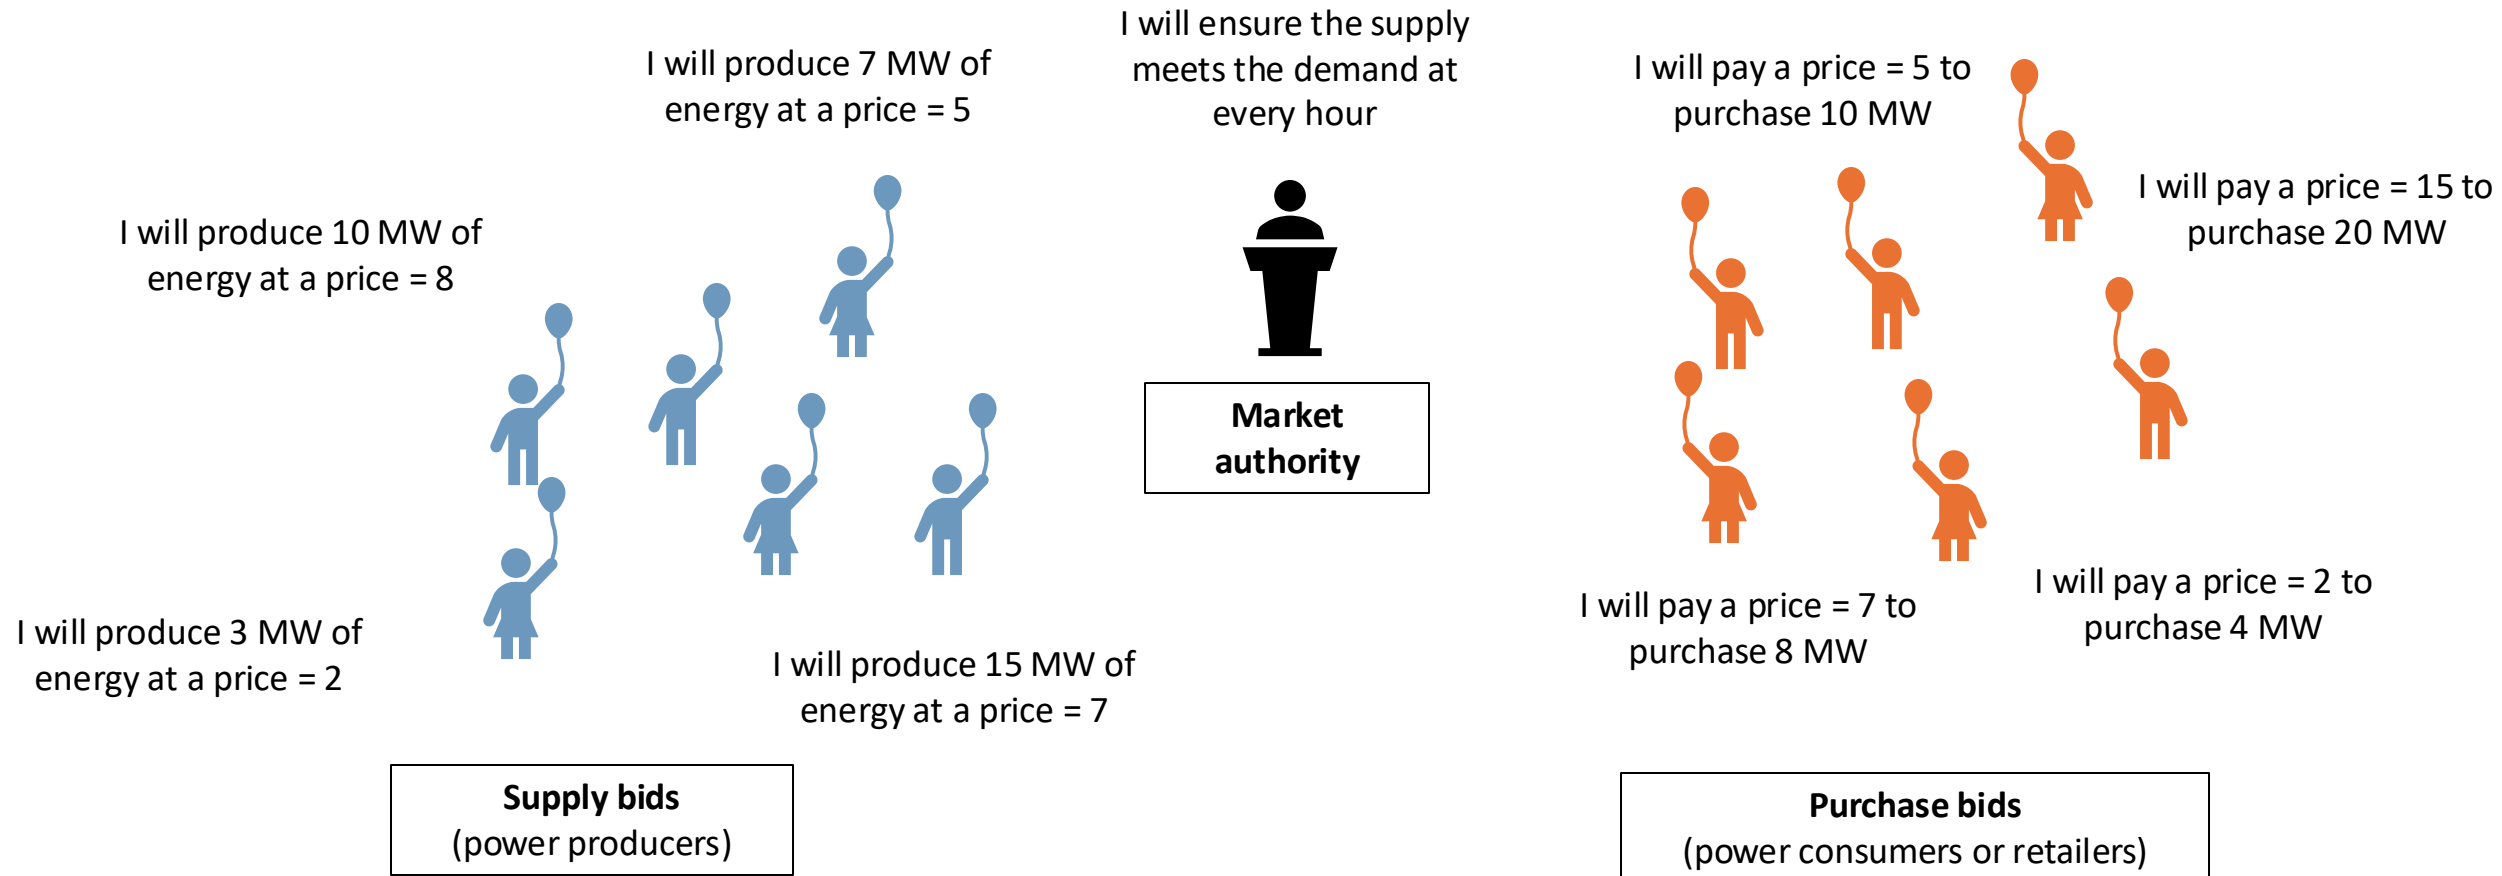 I will ensure the supply
meets the demand at
every hour
I will produce 7 MW of
energy at a price = 5
I will pay a price = 5 to
purchase 10 MW
I will pay a price = 15 to
purchase 20 MW
I will produce 10 MW of
energy at a price = 8
Market
authority
I will produce 3 MW of
energy at a price = 2
I will produce 15 MW of
energy at a price = 7
I will pay a price = 7 to
purchase 8 MW
I will pay a price = 2 to
purchase 4 MW
Supply bids
(power producers)
Purchase bids
(power consumers or retailers)